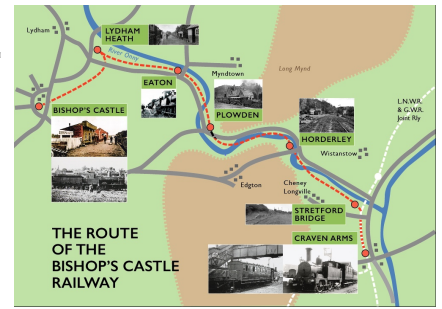 Lydham
LYDHAM
HEATH
River Onny
EATON
Myndtown
Long Mynd
BISHOP'S CASTLE
PLOWDEN
HORDERLEY
L.N.W.R.
& G.W.R.
Joint Rly
Wistanstow
Edgton
Cheney
Longville
STRETFORD
BRIDGE
CRAVEN ARMS
THE ROUTE
OF THE
BISHOP'S CASTLE
RAILWAY